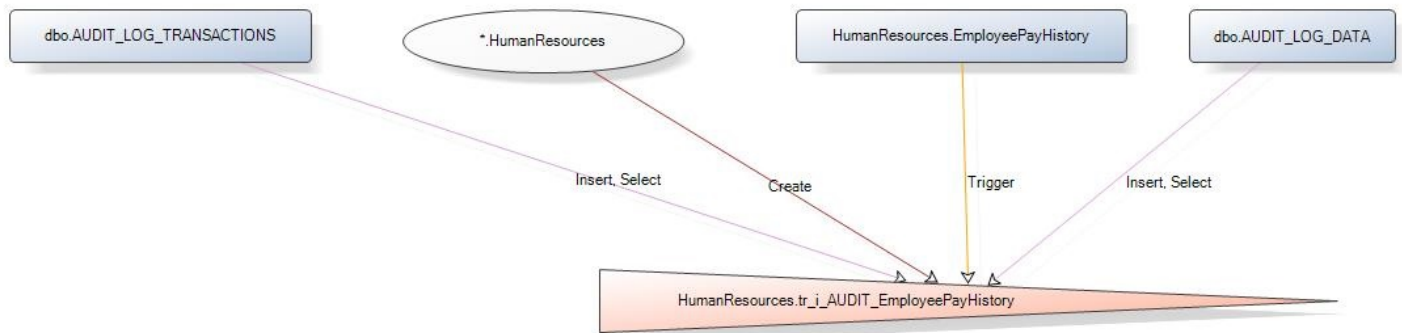 dbo.AUDIT_LOG_TRANSACTIONS
*.HumanResources
HumanResources.EmployeePayHistory
dbo.AUDIT_LOG_DATA
Insert, Select
Create
Trigger
Insert, Select
HumanResources.tr_i_AUDIT_EmployeePayHistory